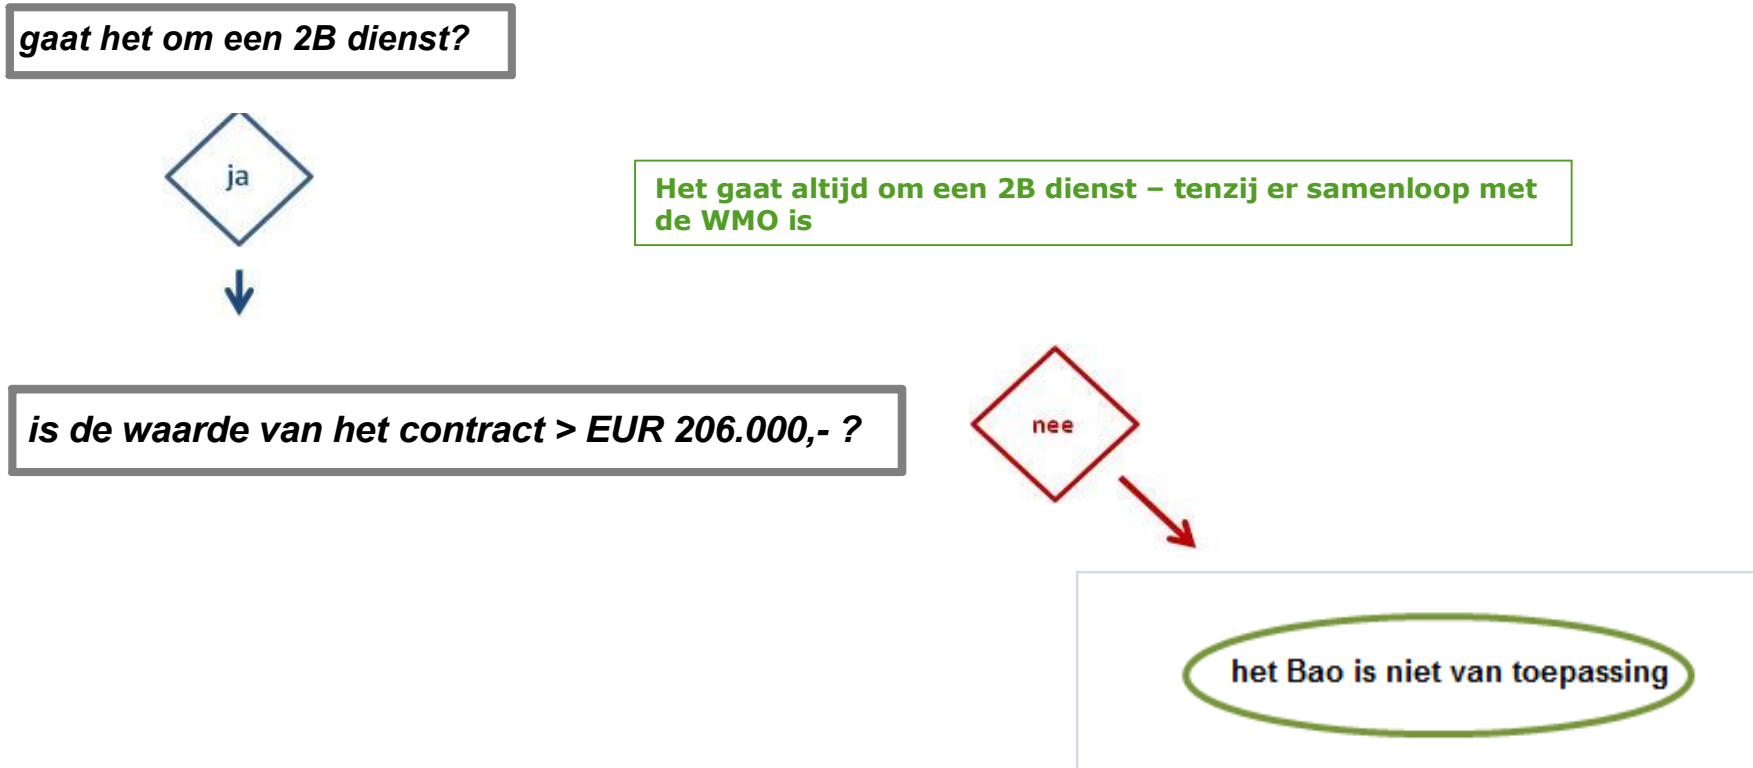 gaat het om een 2B dienst?
ja
Het gaat altijd om een 2B dienst – tenzij er samenloop met
de WMO is
is de waarde van het contract > EUR 206.000,- ?
nee
het Bao is niet van toepassing